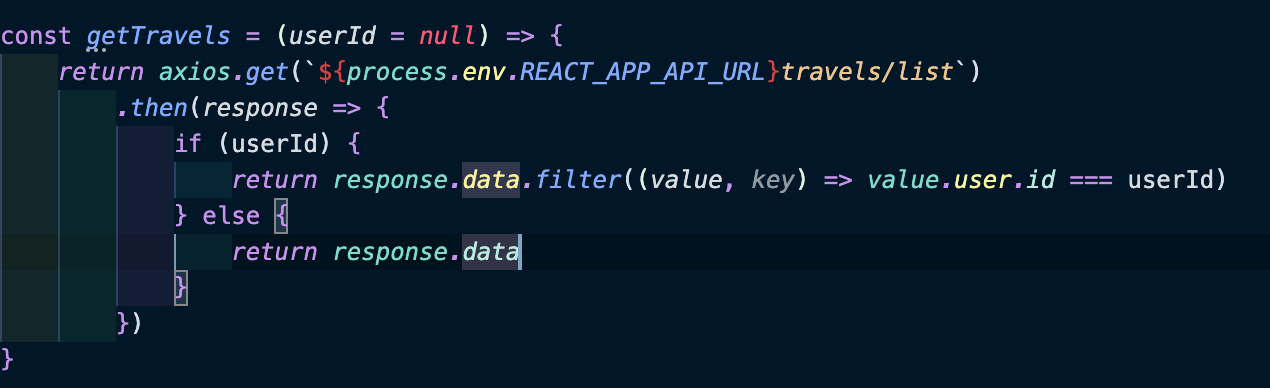 const getTravels = (userId = null) => {
return axios.get(`${process.env.REACT_APP_API_URL}travels/list`)
.then(response => {
if (userId) {
return response.data.filter((value, key) => value.user.id === userId)
} else {
return response.data
}
})
}